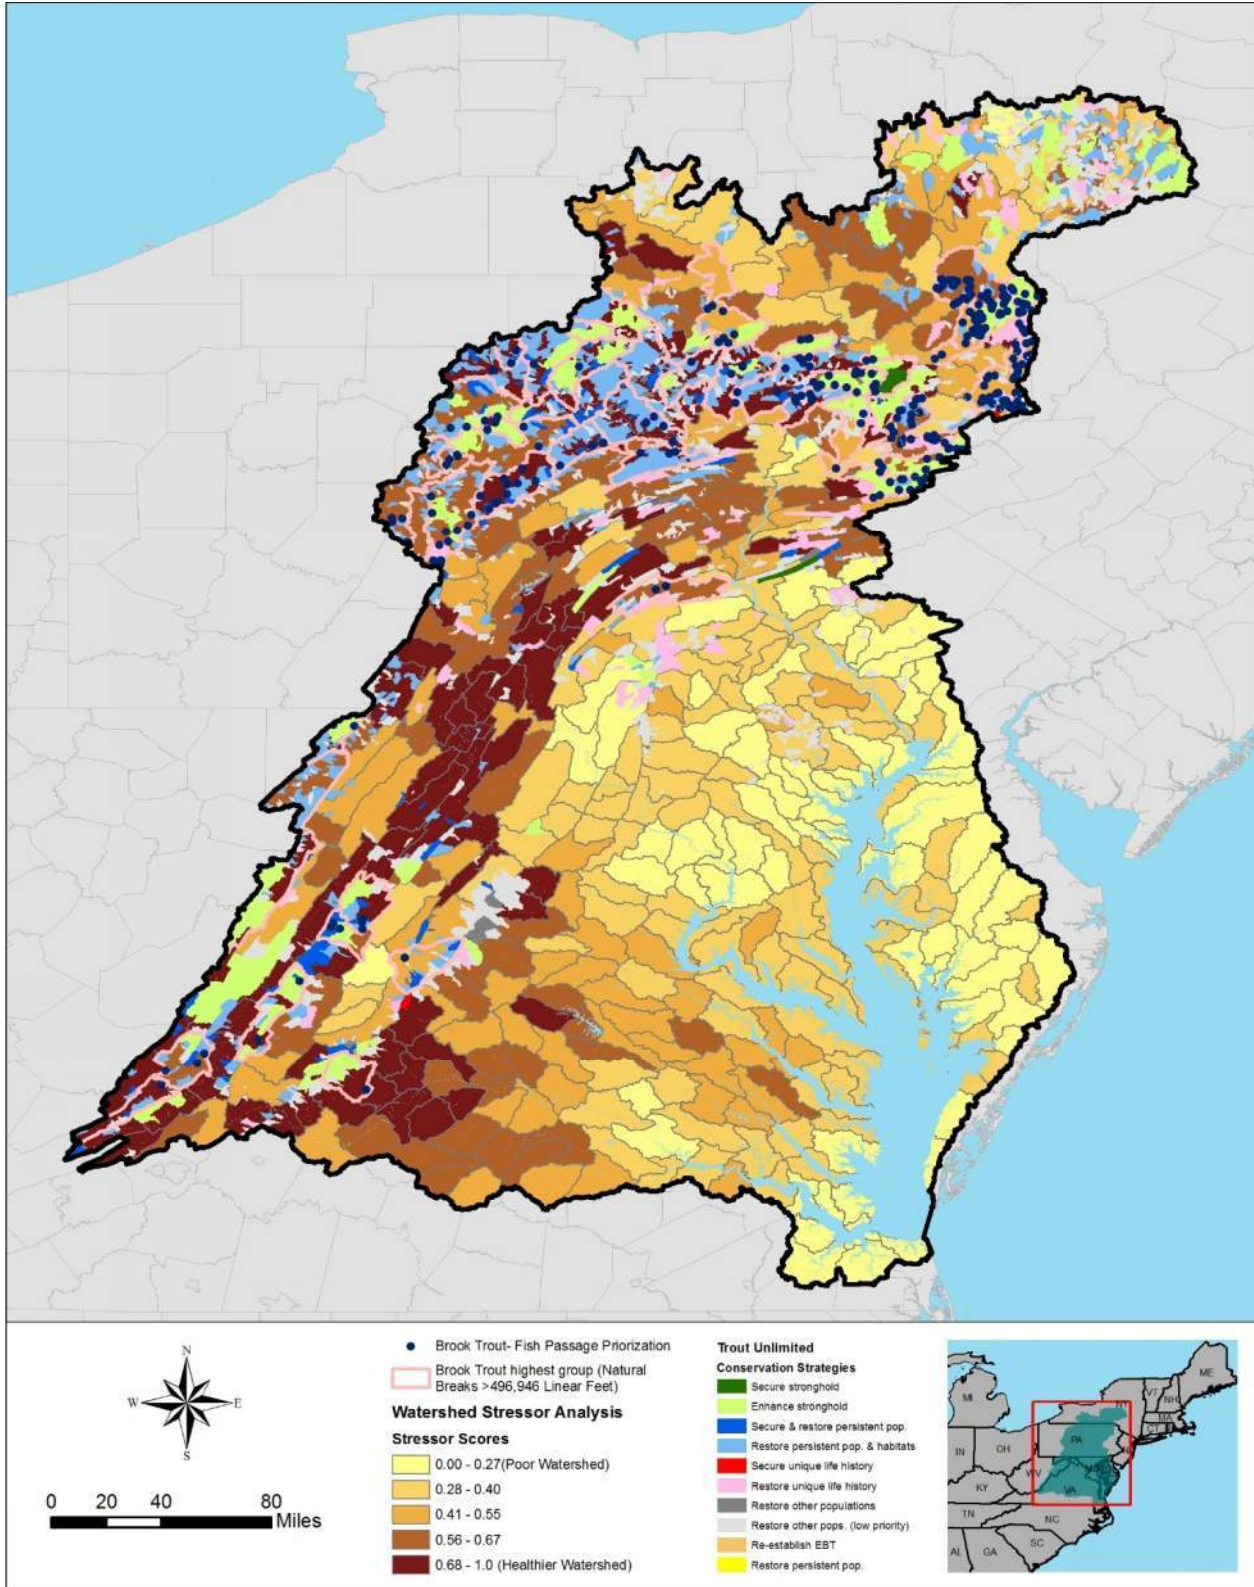 N
W E
S
0 20 40 80
Miles
Brook Trout- Fish Passage Priorization
Brook Trout highest group (Natural
Breaks >496,946 Linear Feet)
Watershed Stressor Analysis
Stressor Scores
0.00 - 0.27(Poor Watershed)
0.28 - 0.40
0.41 - 0.55
0.56 - 0.67
0.68 - 1.0 (Healthier Watershed)
Trout Unlimited
Conservation Strategies
Secure stronghold
Enhance stronghold
Secure & restore persistent pop.
Restore persistent pop. & habitats
Secure unique life history
Restore unique life history
Restore other populations
Restore other pops. (low priority)
Re-establish EBT
Restore persistent pop.
ME
VT
NH
MI
NY
MA
CT
PA
IN
OH
WV
KY
VA
TN
NC
SC
AL
GA